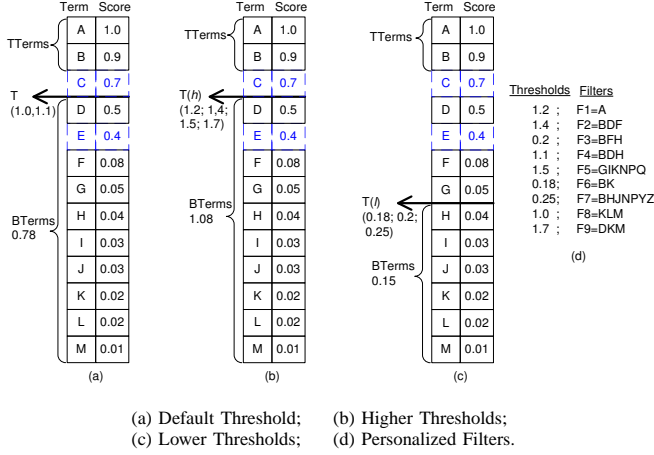 Term Score
A 1.0
TTerms
B 0.9
C 0.7
T
(1.0,1.1)
D 0.5
E 0.4
F 0.08
G 0.05
BTerms
0.78
H 0.04
I 0.03
J 0.03
K 0.02
L 0.02
M 0.01
(a)
Term Score
A 1.0
TTerms
B 0.9
C 0.7
T(h)
(1.2; 1,4;
1.5; 1.7)
D 0.5
E 0.4
F 0.08
G 0.05
BTerms
1.08
H 0.04
I 0.03
J 0.03
K 0.02
L 0.02
M 0.01
(b)
Term Score
A 1.0
TTerms
B 0.9
C 0.7
D 0.5
E 0.4
F 0.08
G 0.05
T(l)
(0.18; 0.2;
0.25)
H 0.04
I 0.03
BTerms
0.15
J 0.03
K 0.02
L 0.02
M 0.01
(c)
Thresholds Filters
1.2 ; F1=A
1.4 ; F2=BDF
0.2 ; F3=BFH
1.1 ; F4=BDH
1.5 ; F5=GIKNPQ
0.18; F6=BK
0.25; F7=BHJNPYZ
1.0 ; F8=KLM
1.7 ; F9=DKM
(d)
(a) Default Threshold; (b) Higher Thresholds;
(c) Lower Thresholds; (d) Personalized Filters.